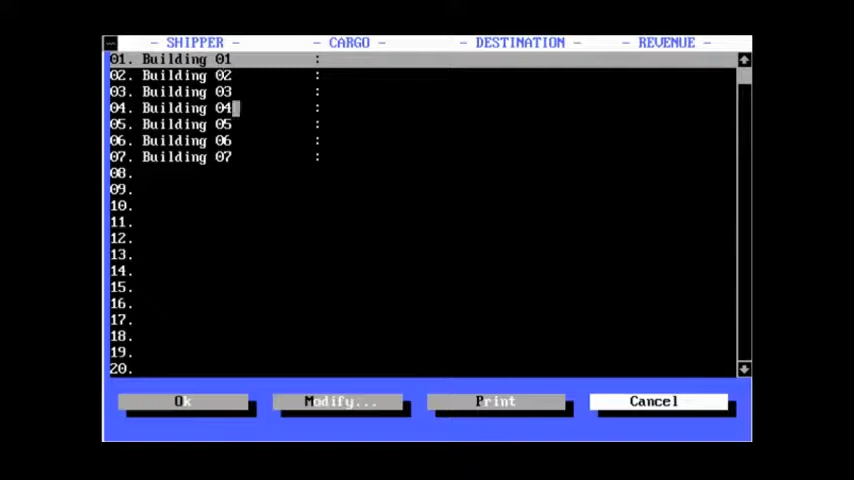 - SHIPPER - - CARGO - - DESTINATION - - REVENUE -
01. Building 01 :
02. Building 02 :
03. Building 03 :
04. Building 04 :
05. Building 05 :
06. Building 06 :
07. Building 07 :
08.
09.
10.
11.
12.
13.
14.
15.
16.
17.
18.
19.
20.
Ok Modify... Print Cancel